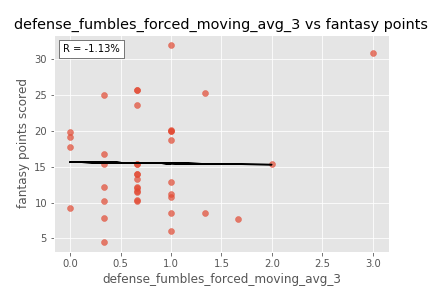 defense_fumbles_forced_moving_avg_3 vs fantasy points
R = -1.13%
fantasy points scored
30
25
20
15
10
5
0.0 0.5 1.0 1.5 2.0 2.5 3.0
defense_fumbles_forced_moving_avg_3